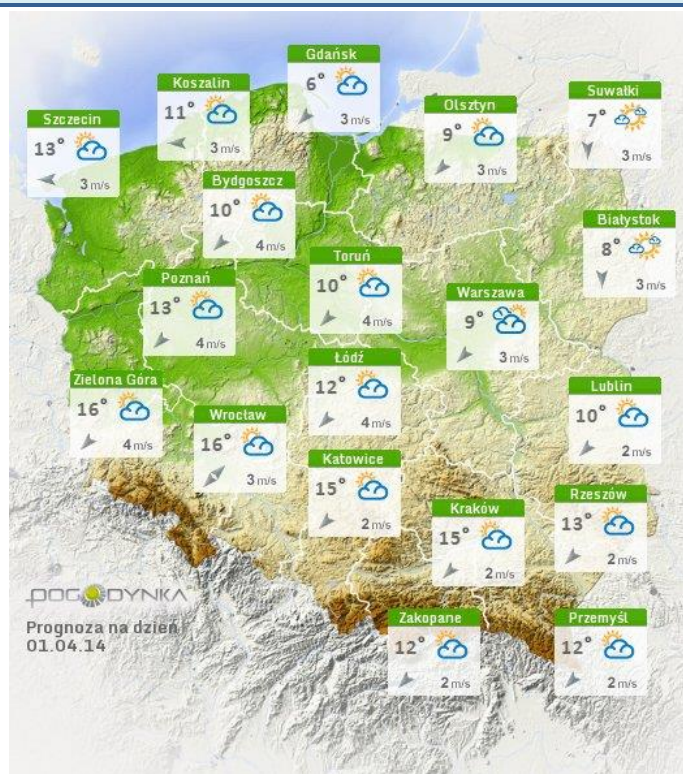 Gdańsk
6°
3 m/s
Koszalin
11°
3 m/s
Suwałki
7°
3 m/s
Olsztyn
9°
3 m/s
Szczecin
13°
3 m/s
Bydgoszcz
10°
4 m/s
Białystok
8°
3 m/s
Toruń
10°
4 m/s
Poznań
13°
4 m/s
Warszawa
9°
3 m/s
Łódź
12°
4 m/s
Zielona Góra
16°
4 m/s
Lublin
10°
2 m/s
Wrocław
16°
3 m/s
Katowice
15°
2 m/s
Rzeszów
13°
2 m/s
Kraków
15°
2 m/s
POGODYNKA
Prognoza na dzień
01.04.14
Zakopane
12°
2 m/s
Przemyśl
12°
2 m/s